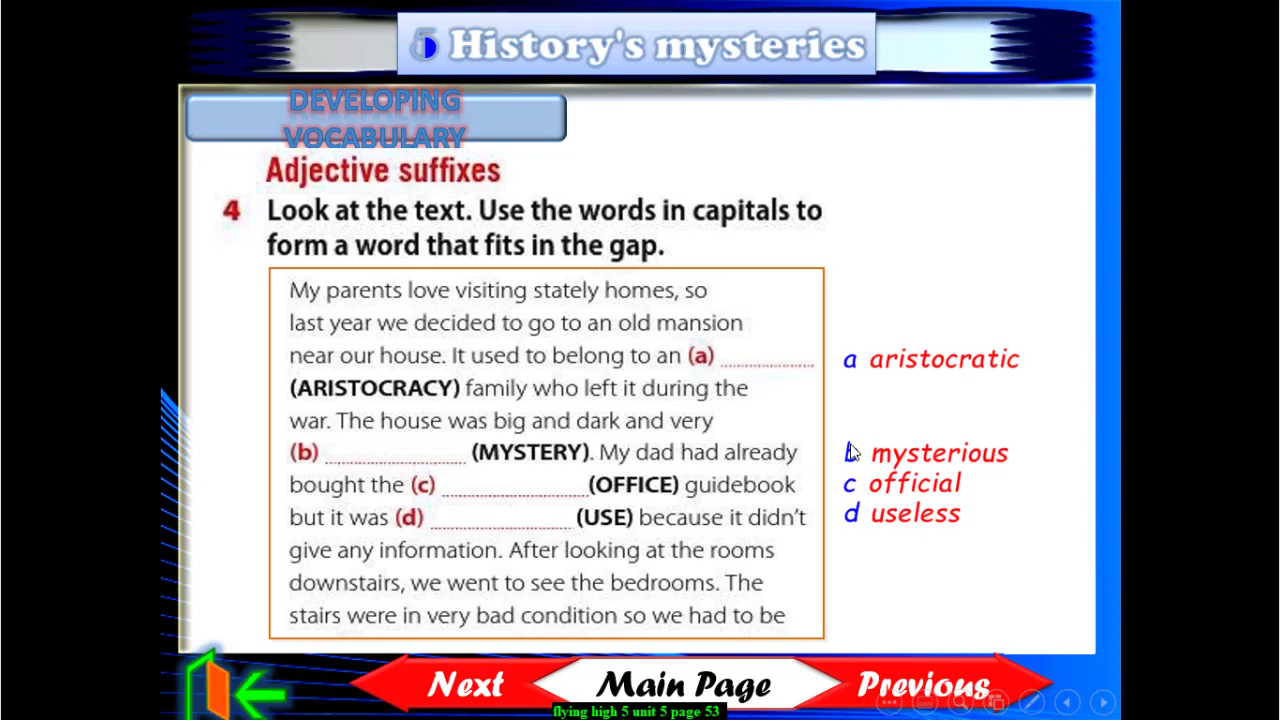 5 History's mysteries
DEVELOPING
VOCABULARY
Adjective suffixes
4 Look at the text. Use the words in capitals to
form a word that fits in the gap.
My parents love visiting stately homes, so
last year we decided to go to an old mansion
near our house. It used to belong to an (a) ............
(ARISTOCRACY) family who left it during the
war. The house was big and dark and very
(b) ............ (MYSTERY). My dad had already
bought the (c) ............ (OFFICE) guidebook
but it was (d) ............ (USE) because it didn't
give any information. After looking at the rooms
downstairs, we went to see the bedrooms. The
stairs were in very bad condition so we had to be
a aristocratic
b mysterious
c official
d useless
Next Main Page Previous
flying high 5 unit 5 page 53